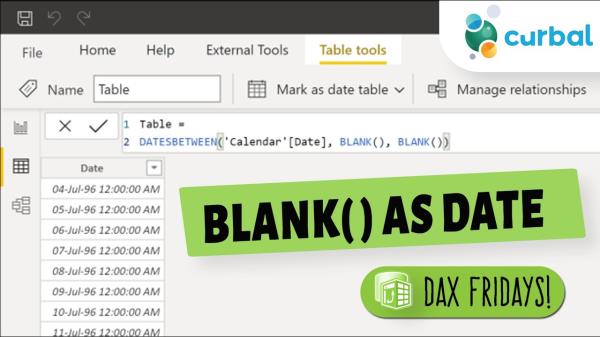 curbal
File Home Help External Tools Table tools
Name Table Mark as date table Manage relationships
1 Table =
2 DATESBETWEEN('Calendar'[Date], BLANK(), BLANK())
Date
04-Jul-96 12:00:00 AM
05-Jul-96 12:00:00 AM
06-Jul-96 12:00:00 AM
07-Jul-96 12:00:00 AM
08-Jul-96 12:00:00 AM
09-Jul-96 12:00:00 AM
10-Jul-96 12:00:00 AM
11-Jul-96 12:00:00 AM
BLANK() AS DATE
DAX FRIDAYS!